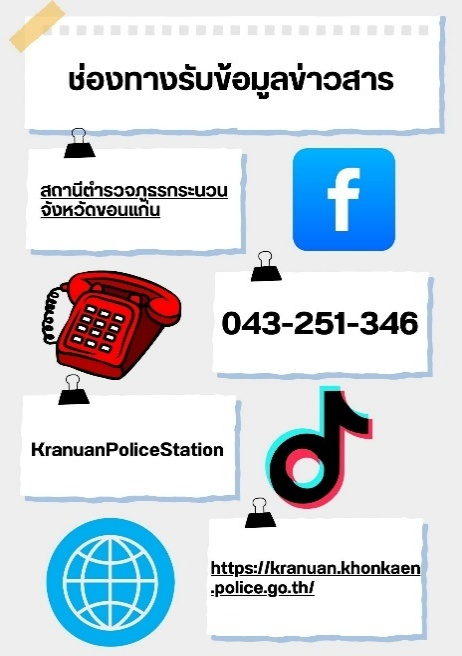 ช่องทางรับข้อมูลข่าวสาร
สถานีตำรวจภูธรกระนวน
จังหวัดขอนแก่น
043-251-346
KranuanPoliceStation
https://kranuan.khonkaen
.police.go.th/